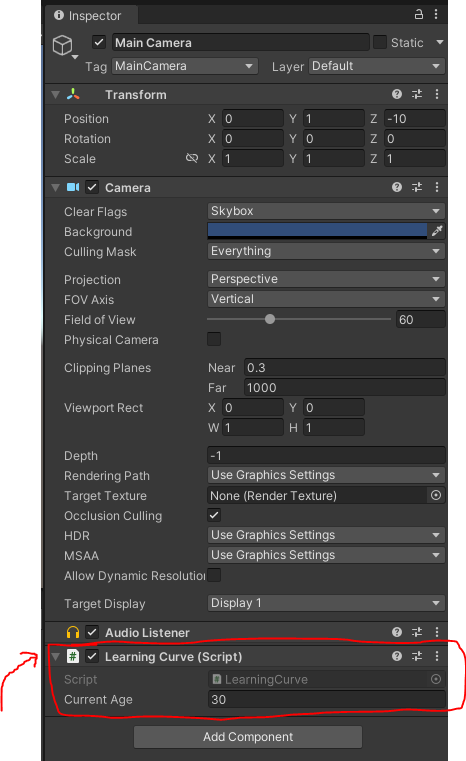 Inspector
Main Camera Static
Tag MainCamera Layer Default
Transform
Position X 0 Y 1 Z -10
Rotation X 0 Y 0 Z 0
Scale X 1 Y 1 Z 1
Camera
Clear Flags Skybox
Background
Culling Mask Everything
Projection Perspective
FOV Axis Vertical
Field of View 60
Physical Camera
Clipping Planes Near 0.3
Far 1000
Viewport Rect X 0 Y 0
W 1 H 1
Depth -1
Rendering Path Use Graphics Settings
Target Texture None (Render Texture)
Occlusion Culling
HDR Use Graphics Settings
MSAA Use Graphics Settings
Allow Dynamic Resolution
Target Display Display 1
Audio Listener
# Learning Curve (Script)
Script # LearningCurve
Current Age 30
Add Component